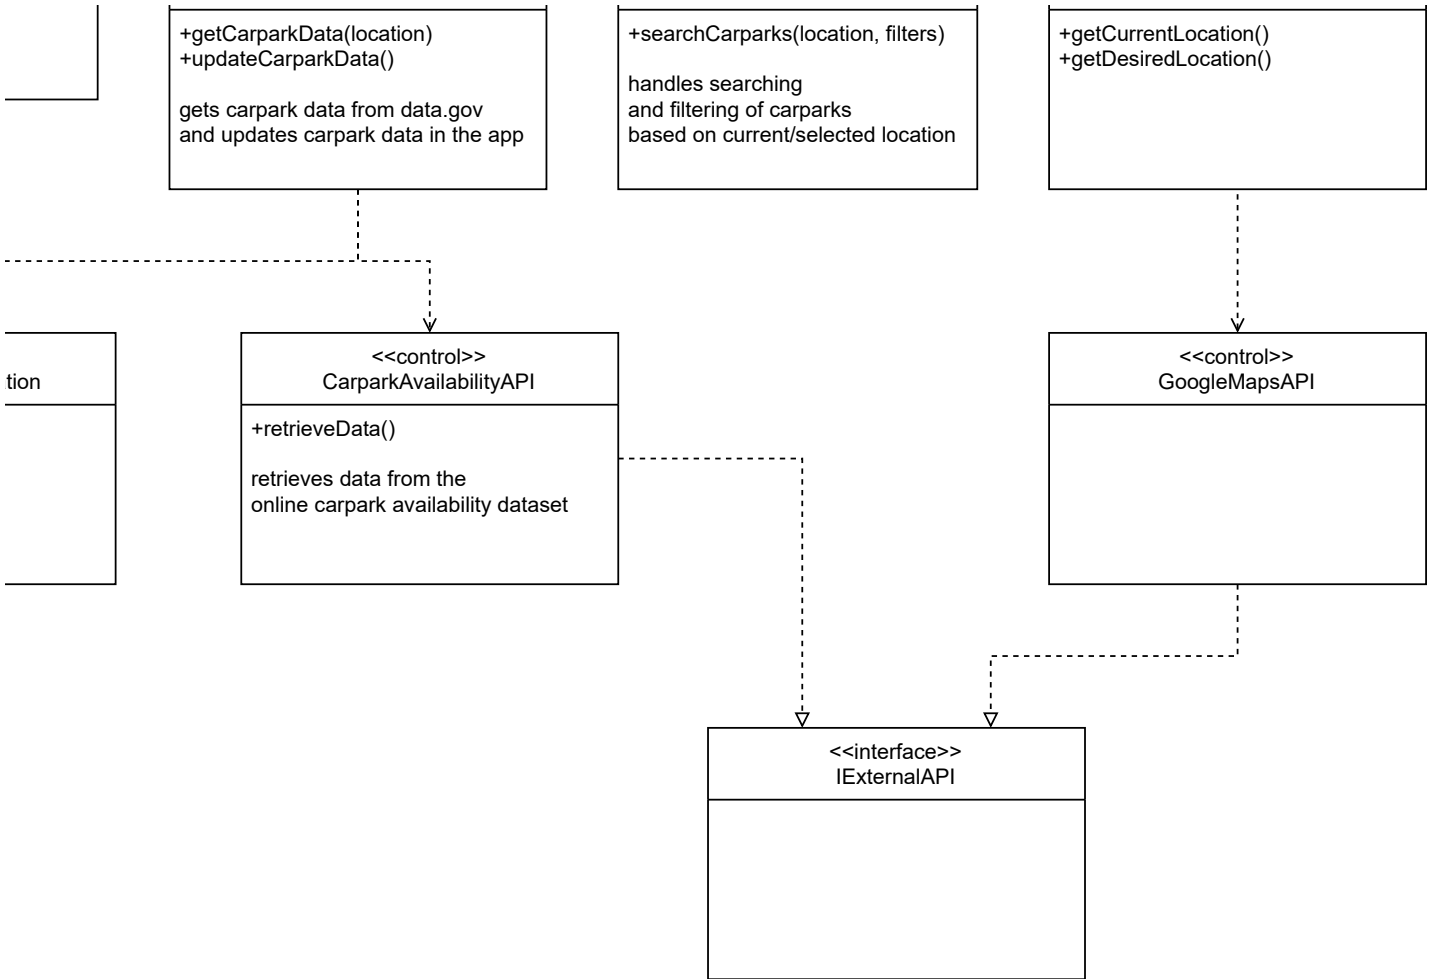 +getCarparkData(location)
+updateCarparkData()
gets carpark data from data.gov
and updates carpark data in the app
+searchCarparks(location, filters)
handles searching
and filtering of carparks
based on current/selected location
+getCurrentLocation()
+getDesiredLocation()
tion
<<control>>
CarparkAvailabilityAPI
+retrieveData()
retrieves data from the
online carpark availability dataset
<<control>>
GoogleMapsAPI
<<interface>>
IExternalAPI